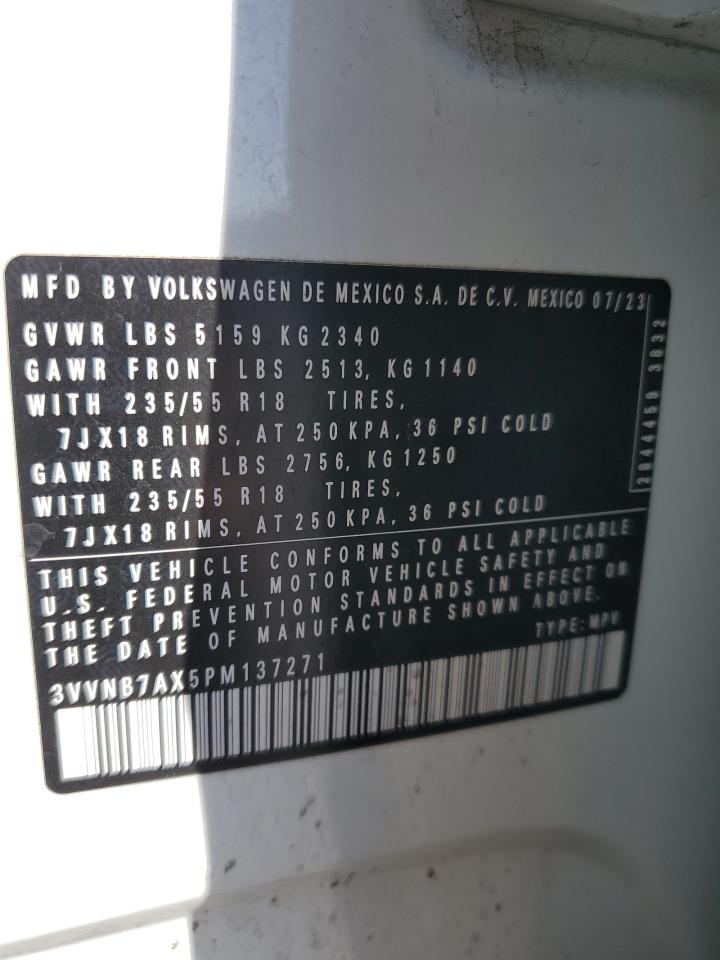 MFD BY VOLKSWAGEN DE MEXICO S.A. DE C.V. MEXICO 07/23
GVWR LBS 5159 KG 2340
GAWR FRONT LBS 2513, KG 1140
WITH 235/55 R18 TIRES,
7JX18 RIMS, AT 250 KPA, 36 PSI COLD
GAWR REAR LBS 2756, KG 1250
WITH 235/55 R18 TIRES,
7JX18 RIMS, AT 250 KPA, 36 PSI COLD
2044459 3832
THIS VEHICLE CONFORMS TO ALL APPLICABLE
U.S. FEDERAL MOTOR VEHICLE SAFETY AND
THEFT PREVENTION STANDARDS IN EFFECT ON
THE DATE OF MANUFACTURE SHOWN ABOVE.
TYPE: MPV
3VVNB7AX5PM137271